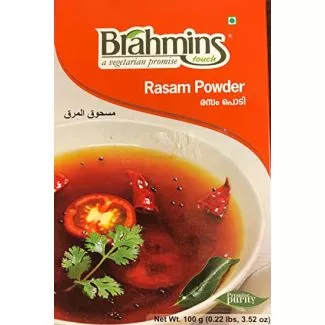 Brahmins®
a vegetarian promise touch
Rasam Powder
രസം പൊടി
مسحوق المرق
Promise
purity
Net Wt. 100 g (0.22 lbs, 3.52 oz)